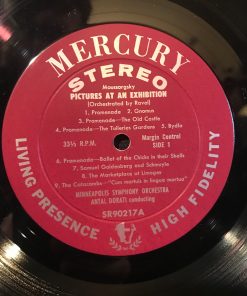 MERCURY
STEREO
Moussorgsky
PICTURES AT AN EXHIBITION
(Orchestrated by Ravel)
1. Promenade 2. Gnomus
3. Promenade—The Old Castle
4. Promenade—The Tuileries Gardens 5. Bydlo
Margin Control
33⅓ R.P.M. SIDE 1
6. Promenade—Ballet of the Chicks in their Shells
7. Samuel Goldenberg and Schmuyle
8. The Marketplace at Limoges
9. The Catacombs—"Con mortuis in lingua mortua"
MINNEAPOLIS SYMPHONY ORCHESTRA
ANTAL DORATI conducting
SR90217A
LIVING PRESENCE HIGH FIDELITY